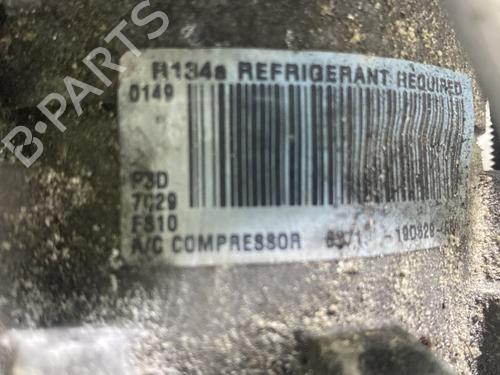 B-PARTS
R134a REFRIGERANT REQUIRED
0149
P3D
7C29
FS10
A/C COMPRESSOR